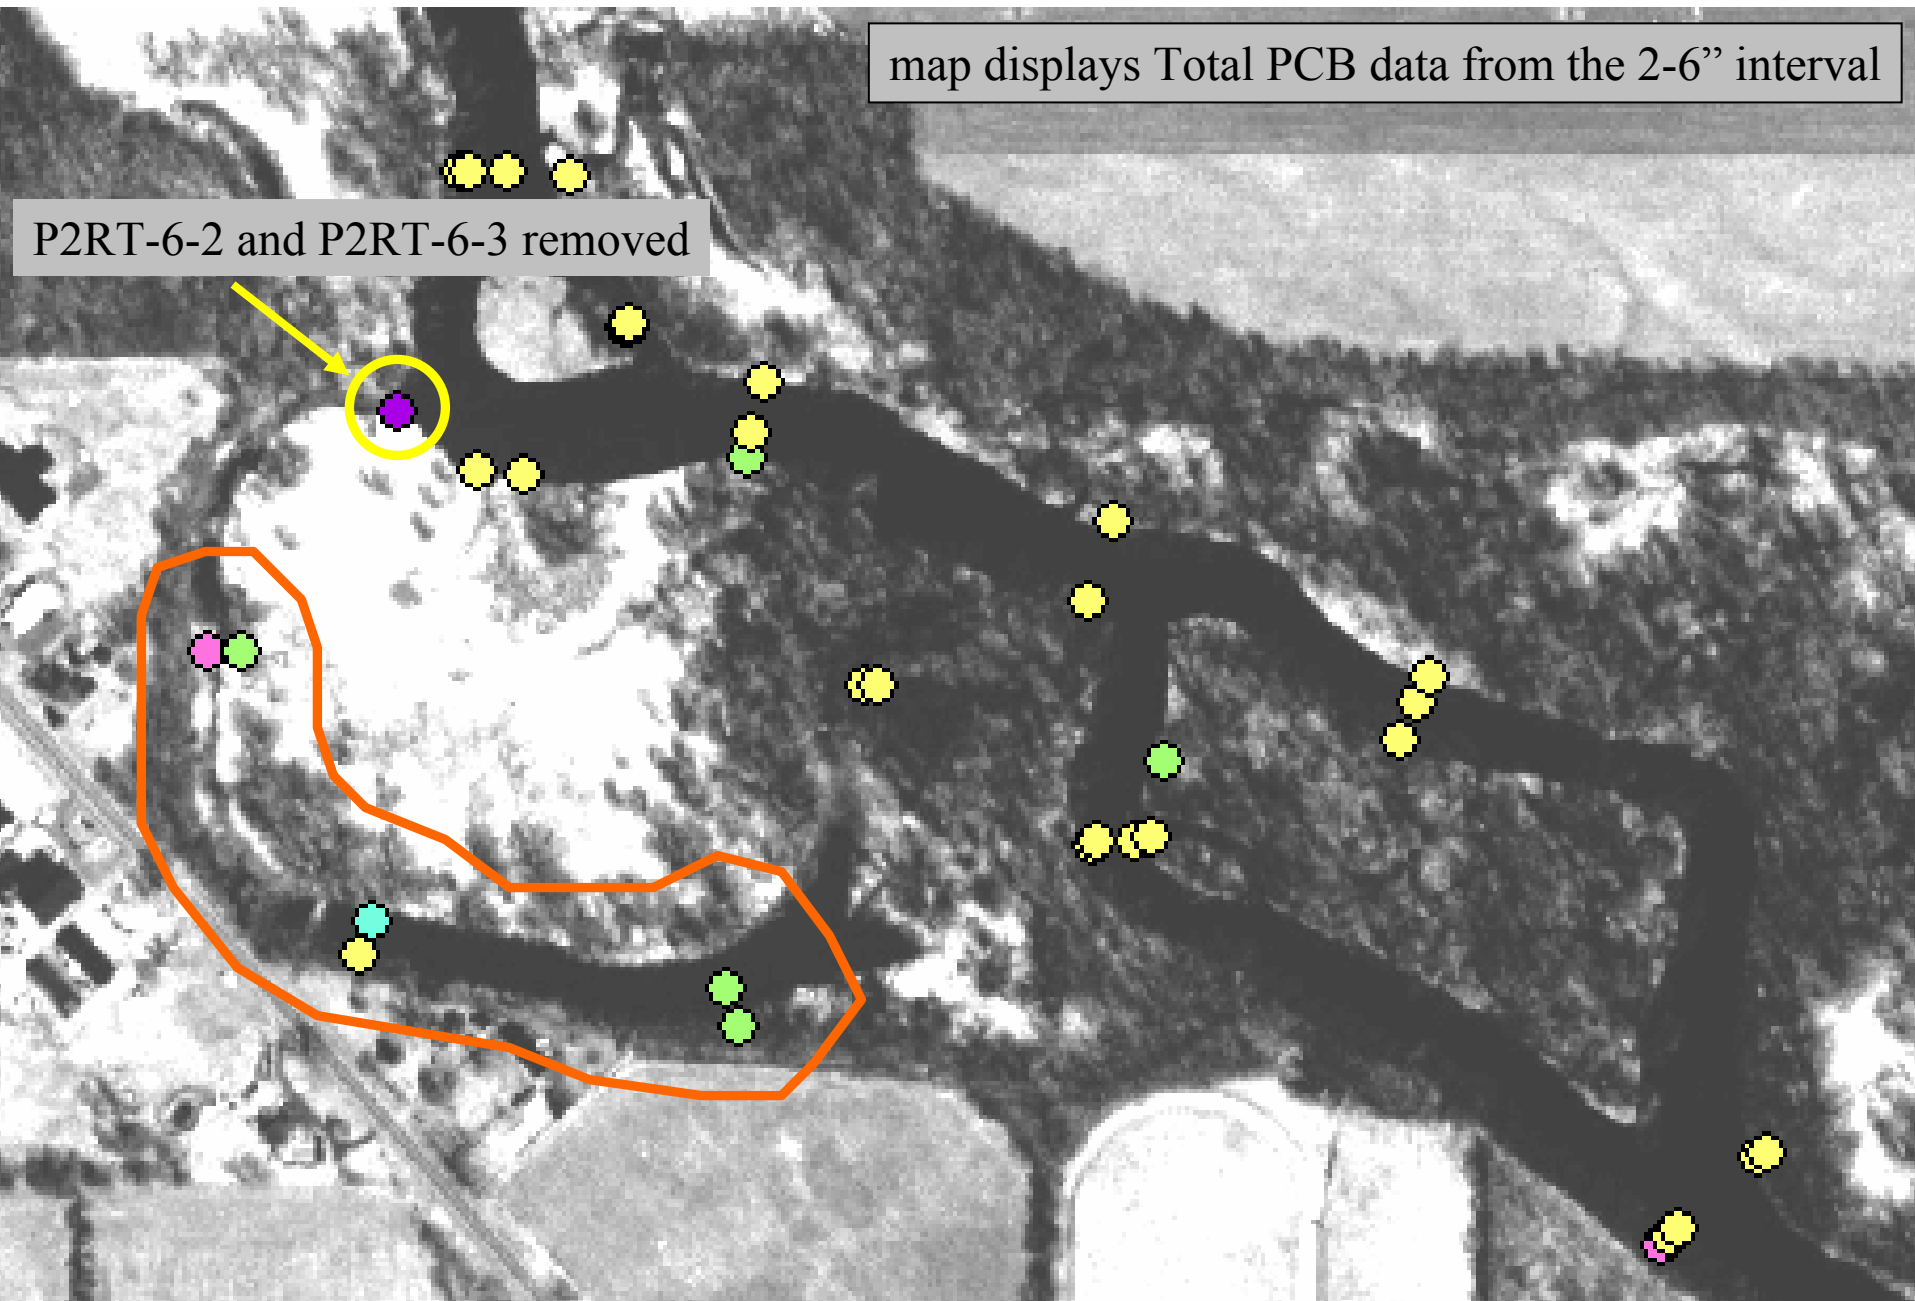 map displays Total PCB data from the 2-6” interval
P2RT-6-2 and P2RT-6-3 removed